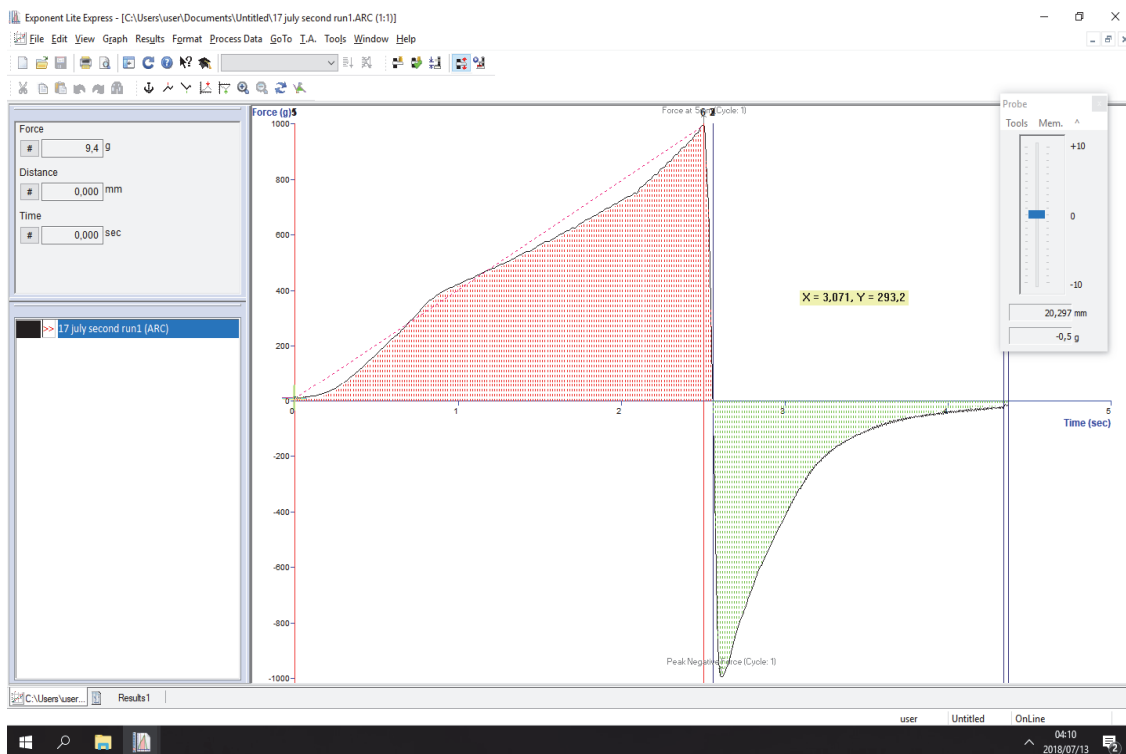 Exponent Lite Express - [C:\Users\user\Documents\Untitled\17 july second run1.ARC (1:1)]
File Edit View Graph Results Format Process Data GoTo T.A. Tools Window Help
Force
# 9,4 g
Distance
# 0,000 mm
Time
# 0,000 sec
>> 17 july second run1 (ARC)
Force (g)
Force at 5 (Cycle: 1)
6
1000
800
600
400
200
0
-200
-400
-600
-800
-1000
0 1 2 3 4 5
Time (sec)
X = 3,071, Y = 293,2
Peak Negative Force (Cycle: 1)
Probe
Tools Mem. ^
+10
0
-10
20,297 mm
-0,5 g
C:\Users\user... Results1
user Untitled OnLine
04:10
2018/07/13
2